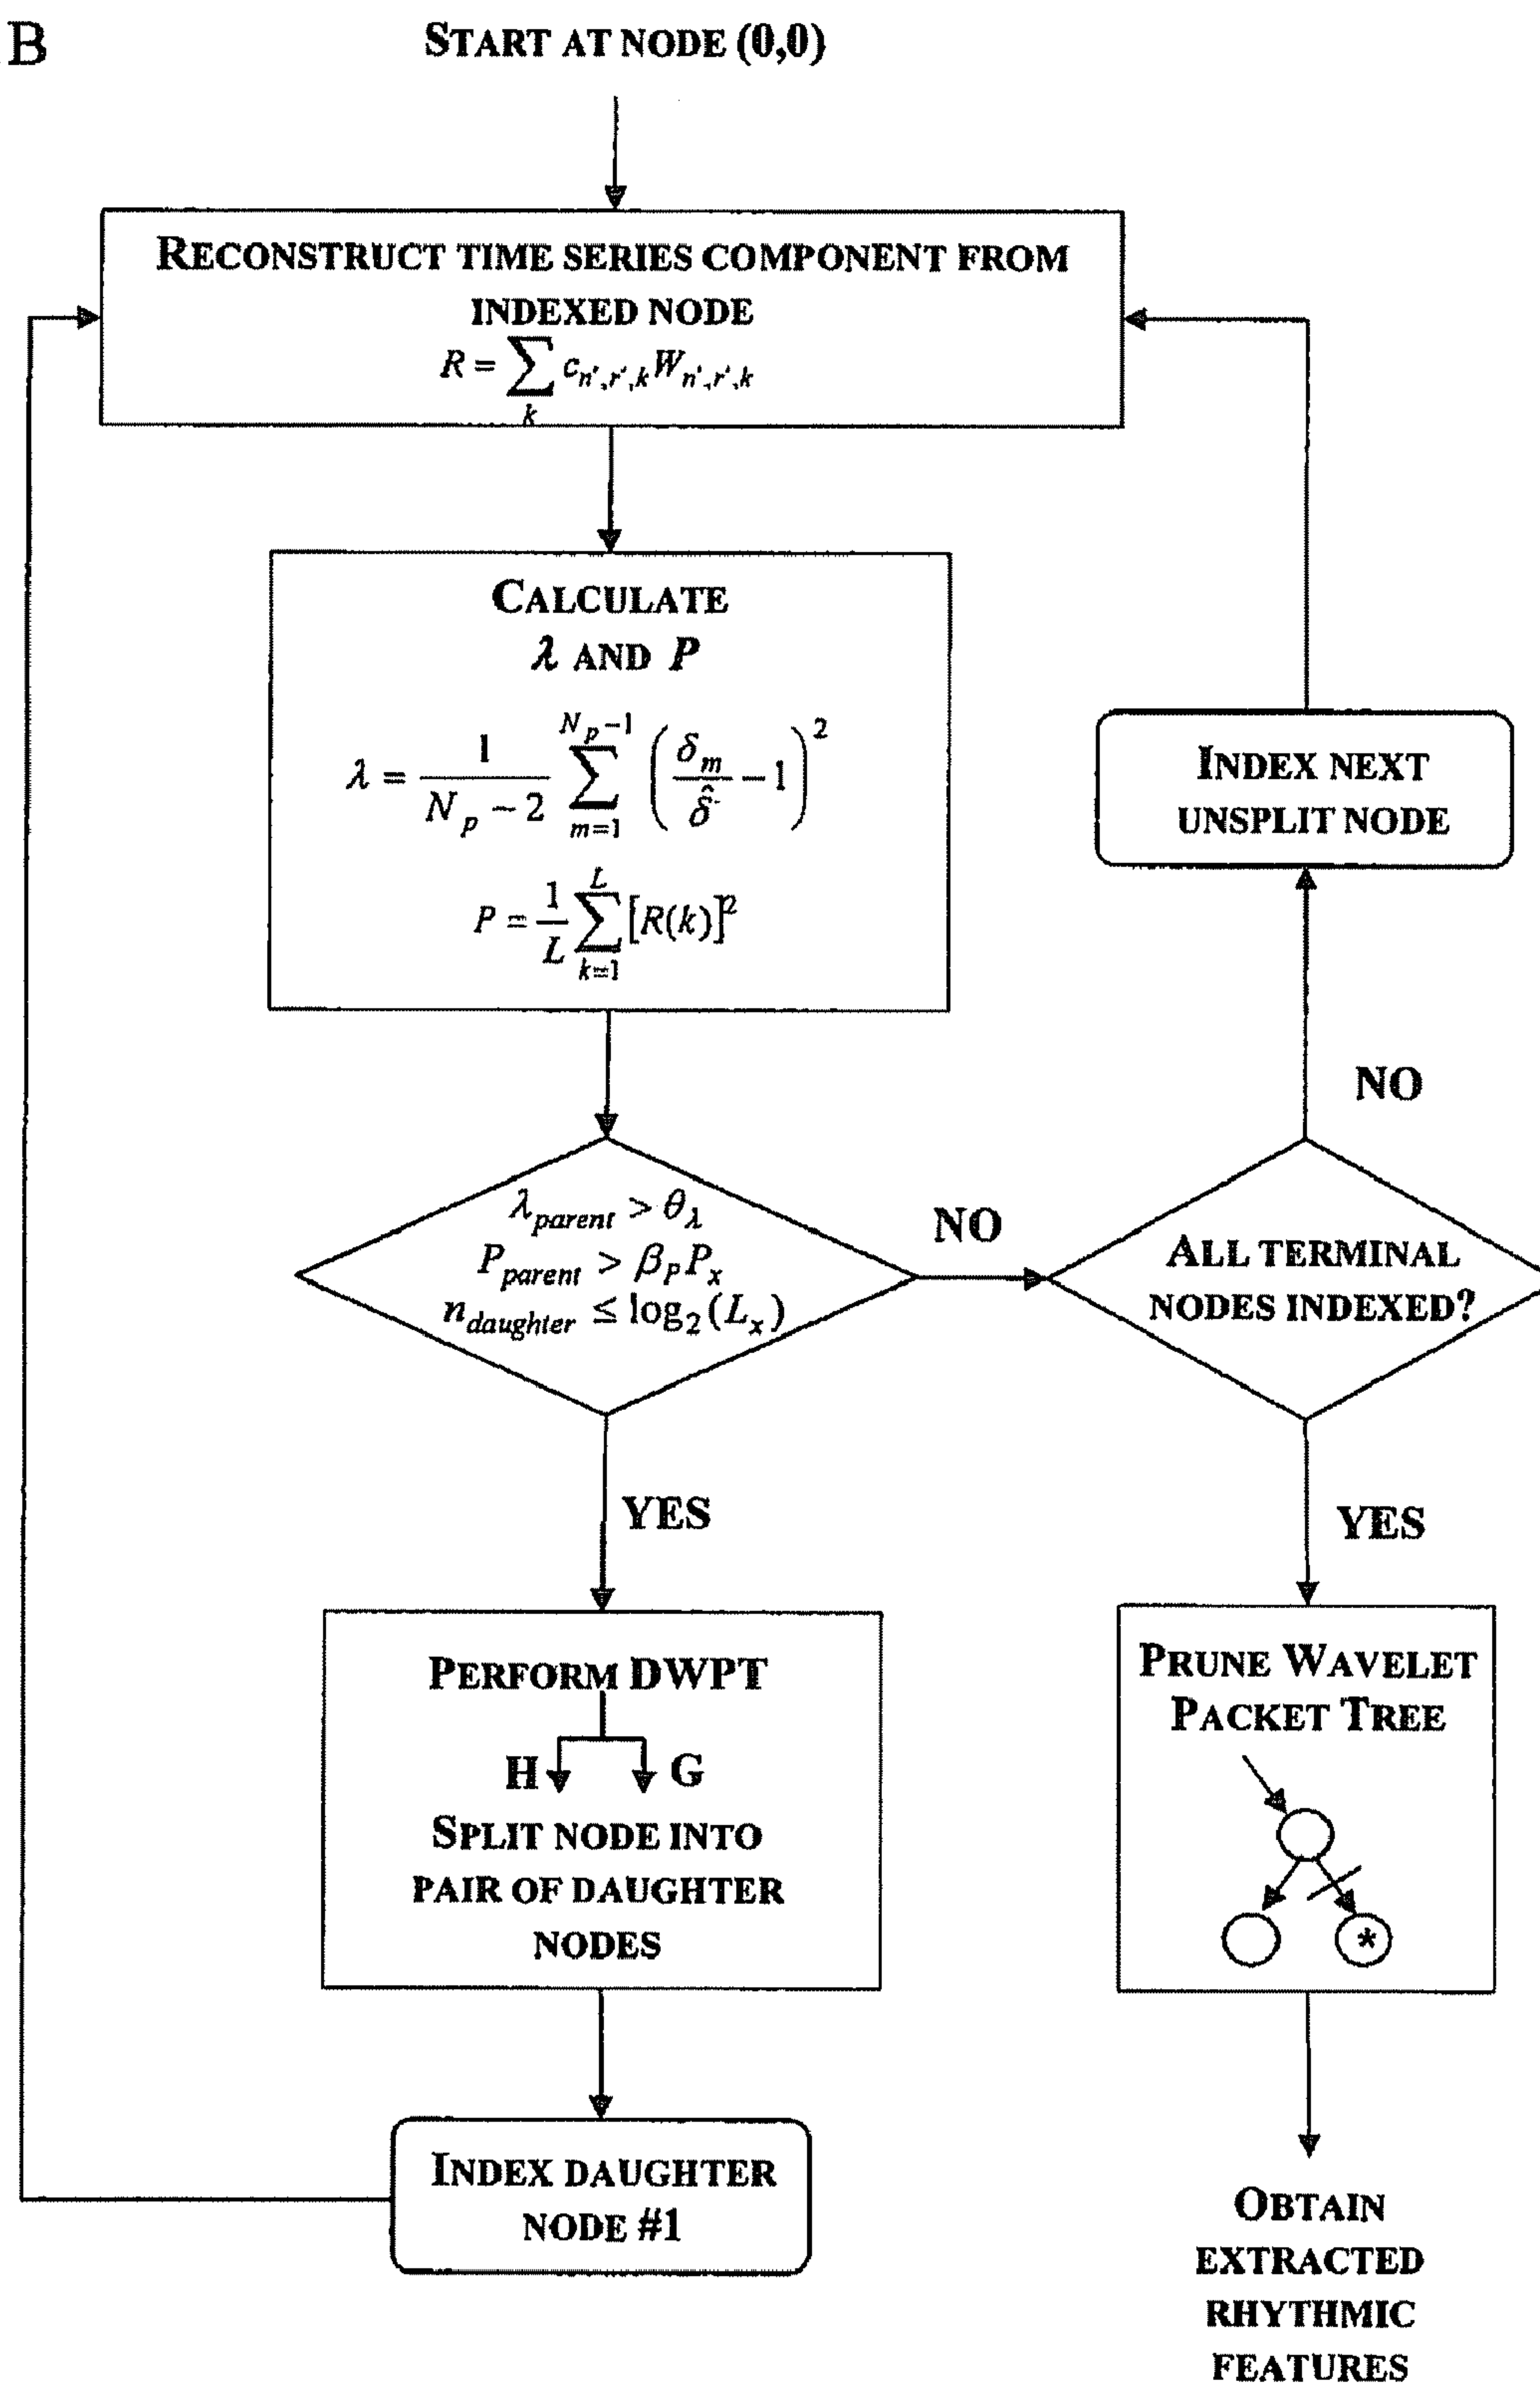 B
START AT NODE (0,0)
RECONSTRUCT TIME SERIES COMPONENT FROM
INDEXED NODE
R = ∑_k c_{n',r',k} W_{n',r',k}
CALCULATE
λ AND P
λ = 1/(N_p − 2) ∑_{m=1}^{N_p−1} (δ_m/δ̂ − 1)^2
P = 1/L ∑_{k=1}^{L} [R(k)]^2
INDEX NEXT
UNSPLIT NODE
NO
λ_parent > θ_λ
P_parent > β_P P_x
n_daughter ≤ log_2(L_x)
NO
ALL TERMINAL
NODES INDEXED?
YES
YES
PERFORM DWPT
H G
SPLIT NODE INTO
PAIR OF DAUGHTER
NODES
PRUNE WAVELET
PACKET TREE
*
INDEX DAUGHTER
NODE #1
OBTAIN
EXTRACTED
RHYTHMIC
FEATURES